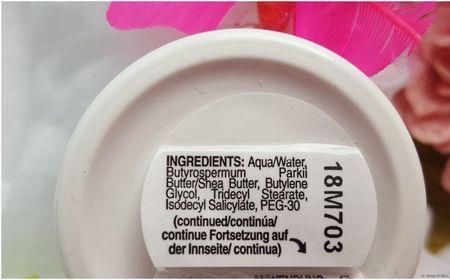 INGREDIENTS: Aqua/Water,
Butyrospermum Parkii
Butter/Shea Butter, Butylene
Glycol, Tridecyl Stearate,
Isodecyl Salicylate, PEG-30
(continued/continúa/
continue Fortsetzung auf
der Innseite/ continua)
18M703